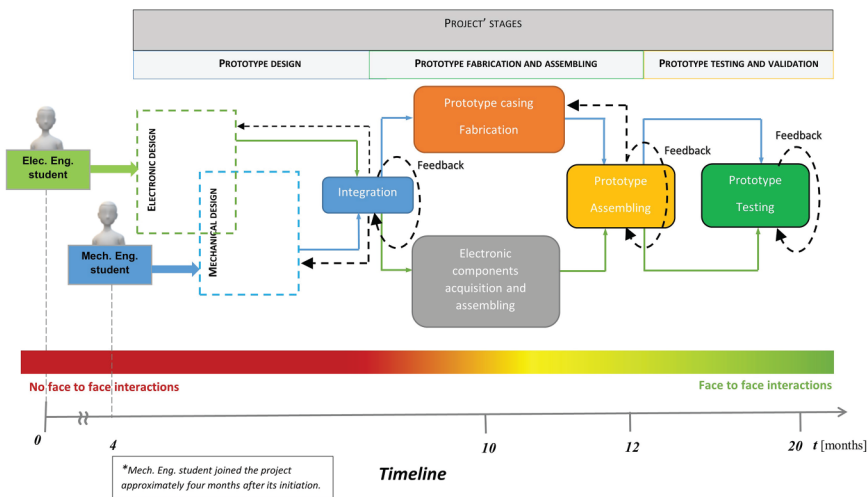 PROJECT' STAGES
PROTOTYPE DESIGN
PROTOTYPE FABRICATION AND ASSEMBLING
PROTOTYPE TESTING AND VALIDATION
Elec. Eng.
student
ELECTRONIC DESIGN
Mech. Eng.
student
MECHANICAL DESIGN
Integration
Feedback
Prototype casing
Fabrication
Electronic
components
acquisition and
assembling
Prototype
Assembling
Feedback
Prototype
Testing
Feedback
No face to face interactions
Face to face interactions
0
4
10
12
20
t [months]
*Mech. Eng. student joined the project
approximately four months after its initiation.
Timeline